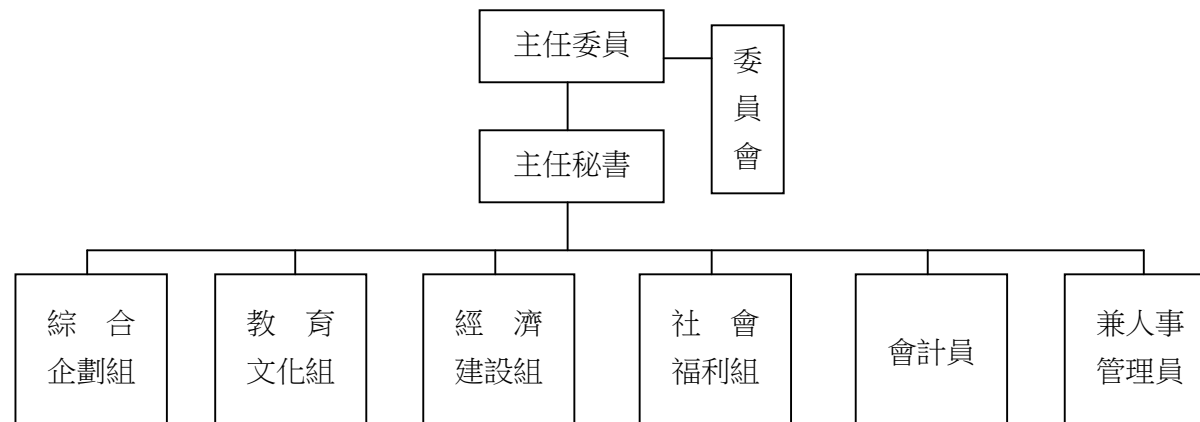 主任委員
委員會
主任秘書
綜　合
企劃組
教　育
文化組
經　濟
建設組
社　會
福利組
會計員
兼人事
管理員